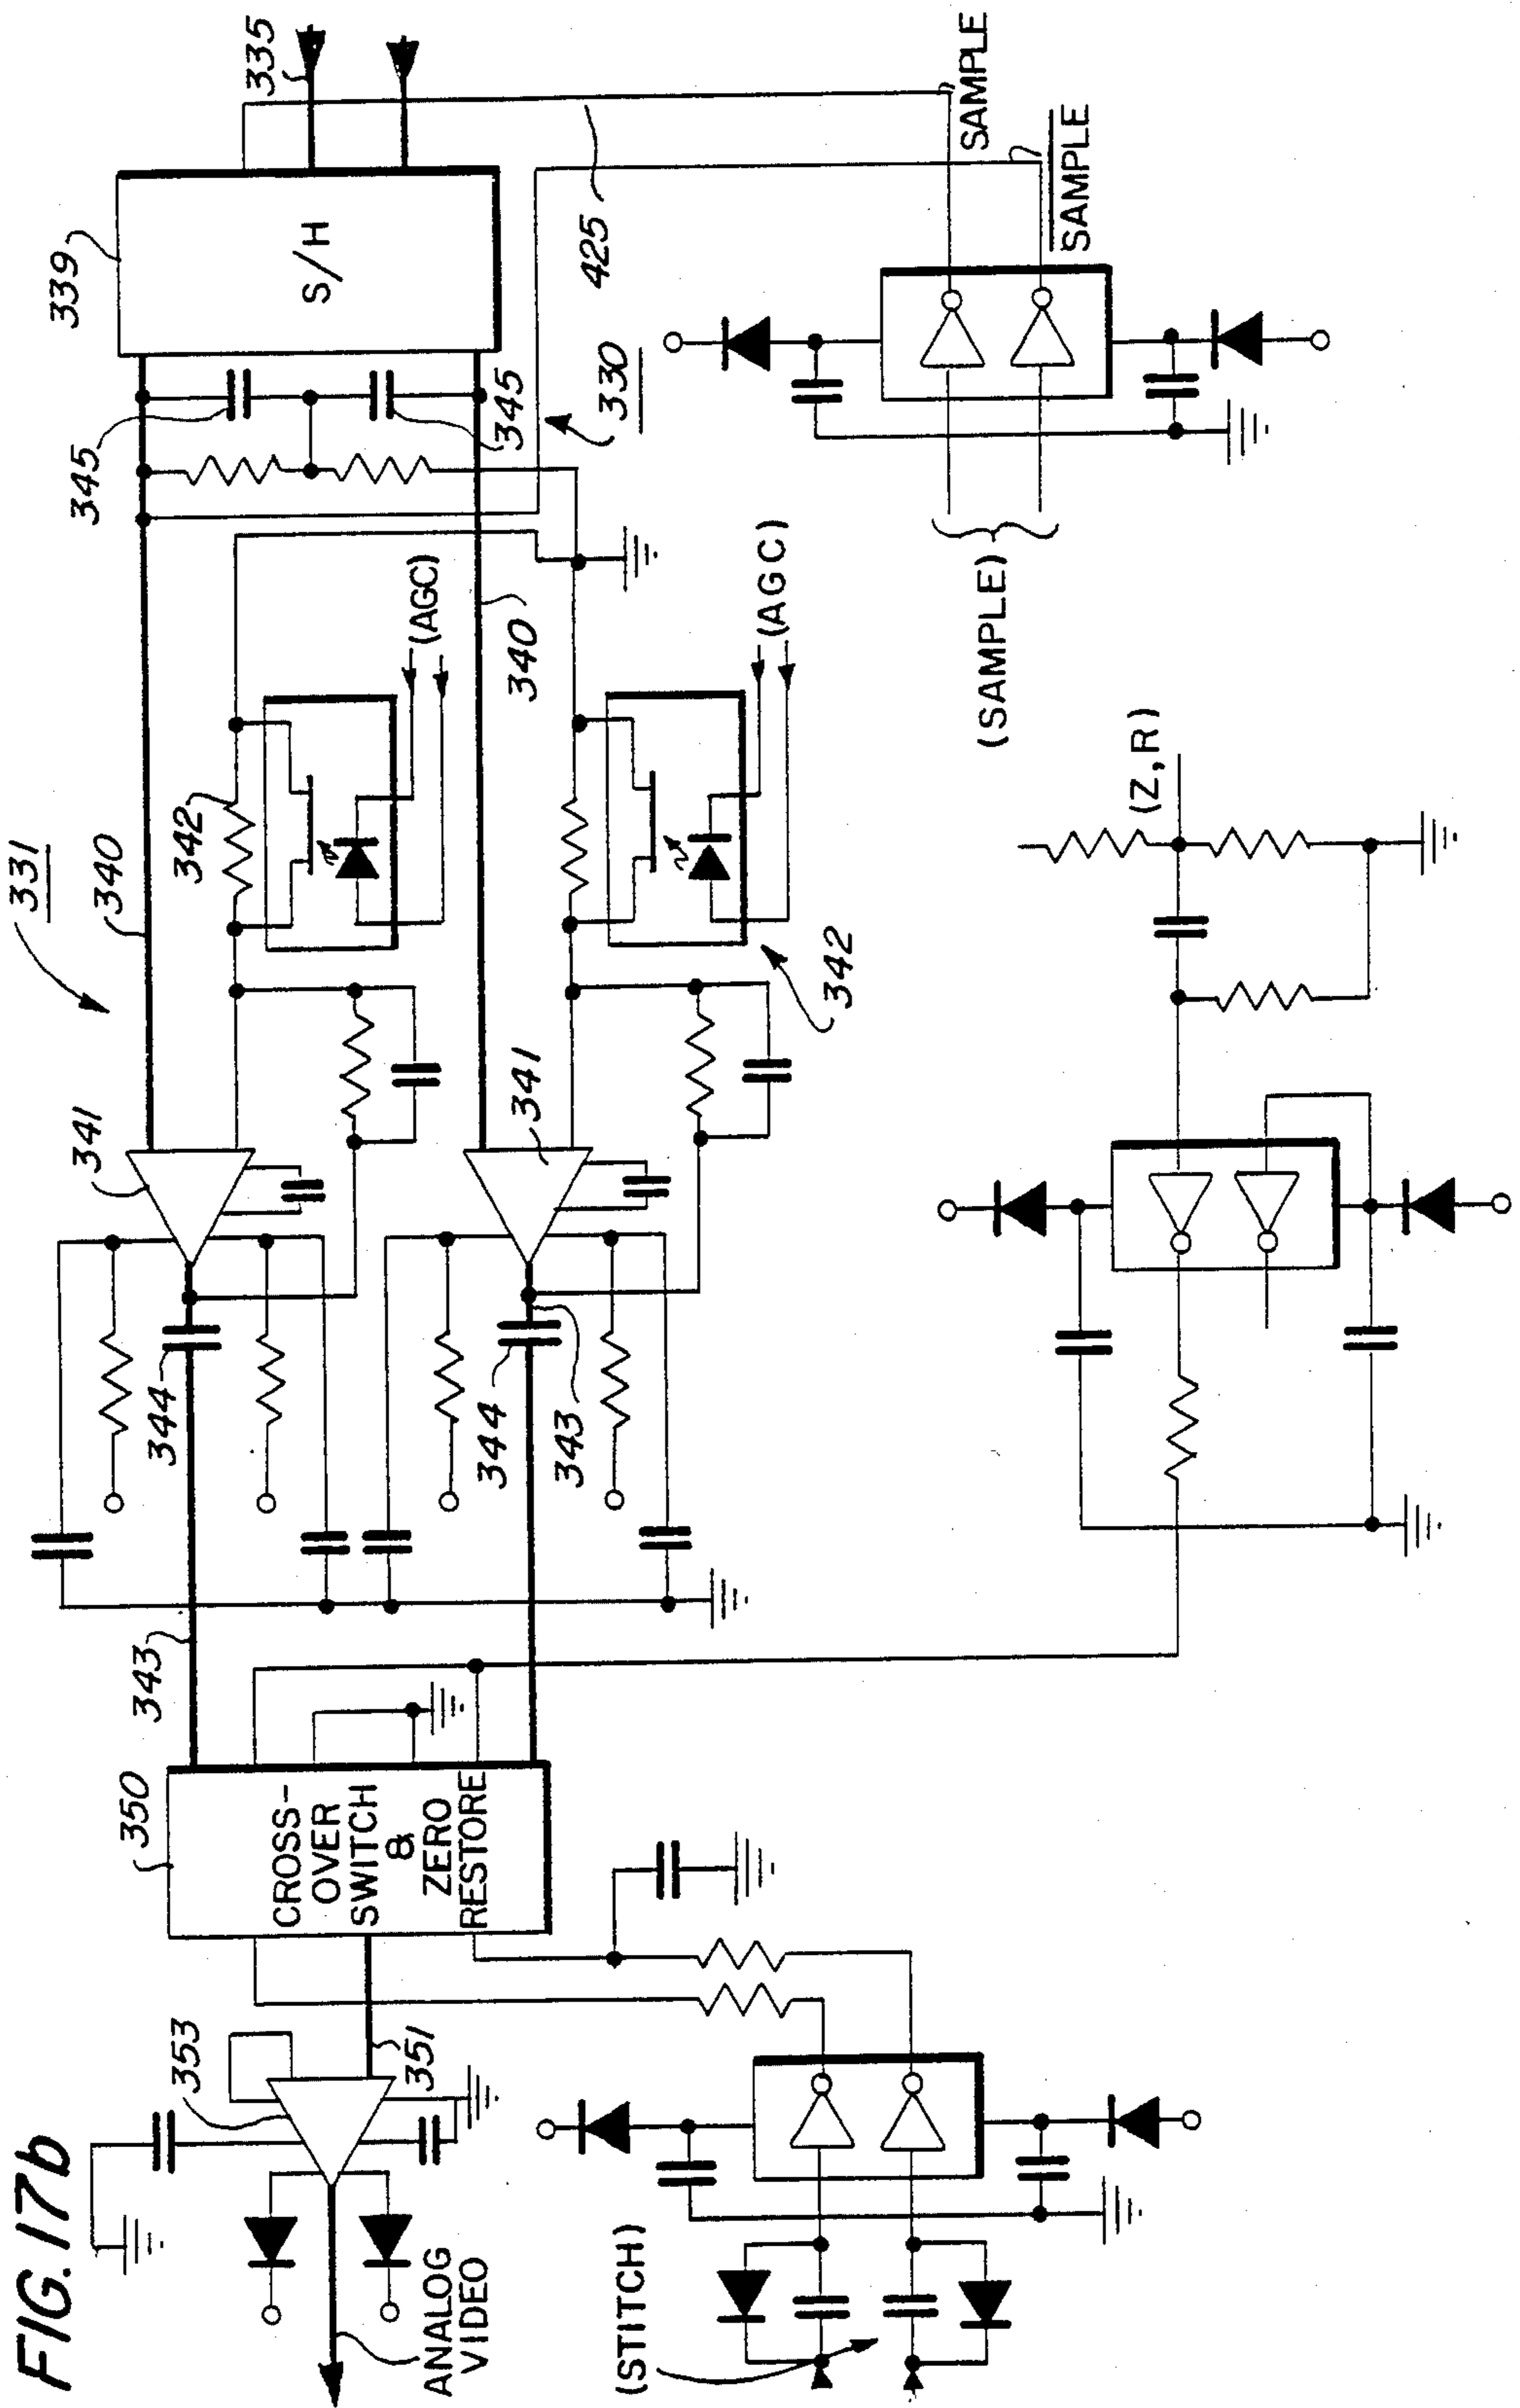 FIG.17b
353
351
ANALOG
VIDEO
350
CROSS-
OVER
SWITCH
&
ZERO
RESTORE
343
344
344
343
341
341
331
340
342
(AGC)
340
342
(AGC)
345
345
330
339
S/H
335
425
(STITCH)
(Z,R)
(SAMPLE)
SAMPLE
SAMPLE